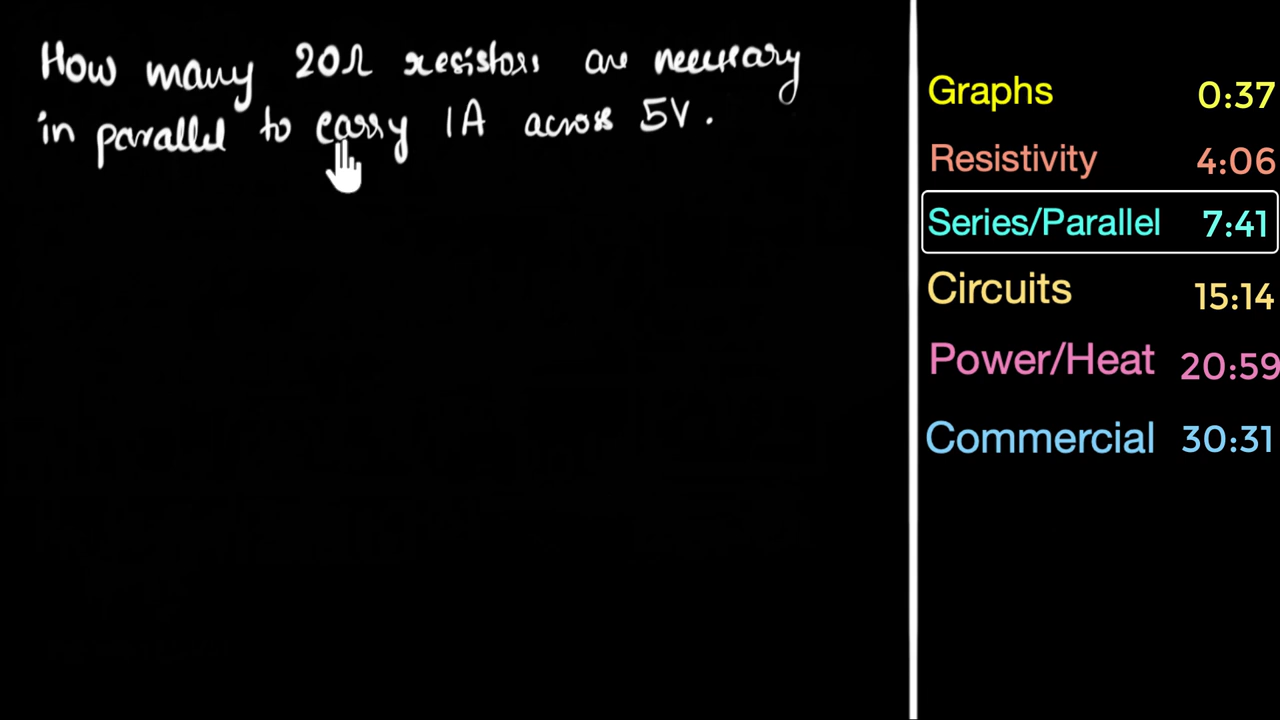 How many 20Ω resistors are necessary
in parallel to carry 1A across 5V.
Graphs 0:37
Resistivity 4:06
Series/Parallel 7:41
Circuits 15:14
Power/Heat 20:59
Commercial 30:31